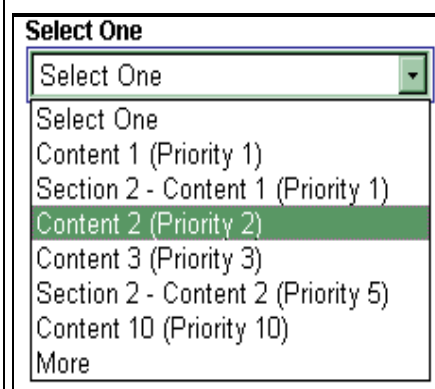 Select One
Select One
Select One
Content 1 (Priority 1)
Section 2 - Content 1 (Priority 1)
Content 2 (Priority 2)
Content 3 (Priority 3)
Section 2 - Content 2 (Priority 5)
Content 10 (Priority 10)
More